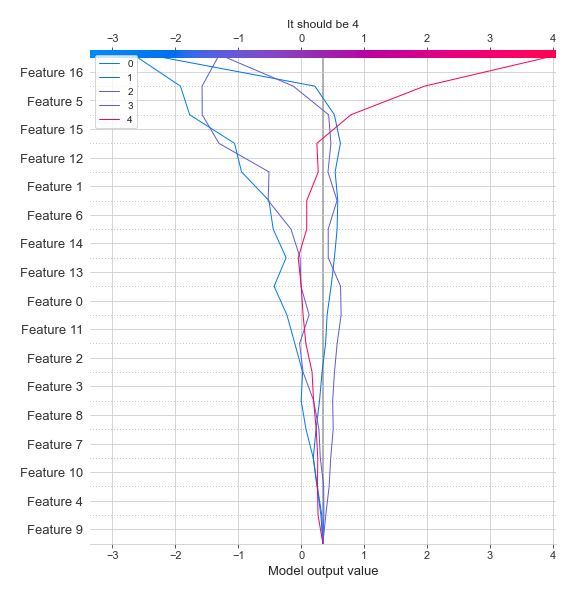 It should be 4
−3 −2 −1 0 1 2 3 4
0
1
2
3
4
Feature 16
Feature 5
Feature 15
Feature 12
Feature 1
Feature 6
Feature 14
Feature 13
Feature 0
Feature 11
Feature 2
Feature 3
Feature 8
Feature 7
Feature 10
Feature 4
Feature 9
−3 −2 −1 0 1 2 3 4
Model output value